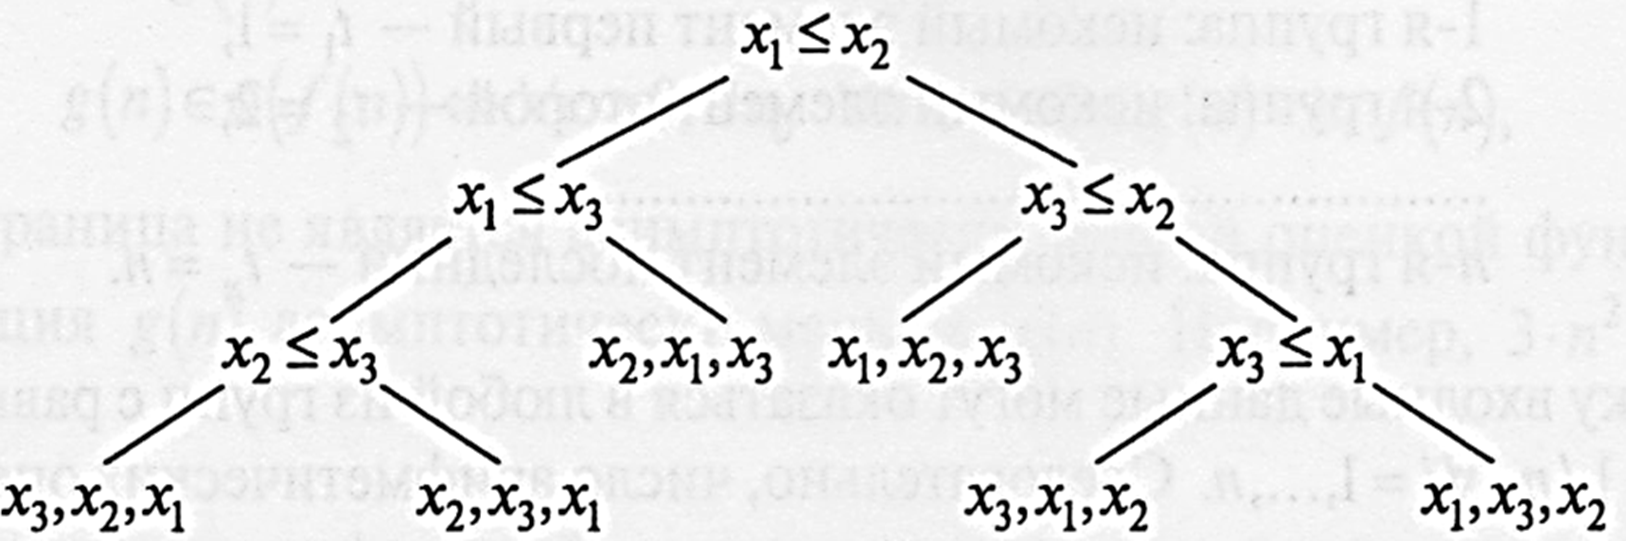 x₁ ≤ x₂
x₁ ≤ x₃ x₃ ≤ x₂
x₂ ≤ x₃ x₂, x₁, x₃ x₁, x₂, x₃ x₃ ≤ x₁
x₃, x₂, x₁ x₂, x₃, x₁ x₃, x₁, x₂ x₁, x₃, x₂